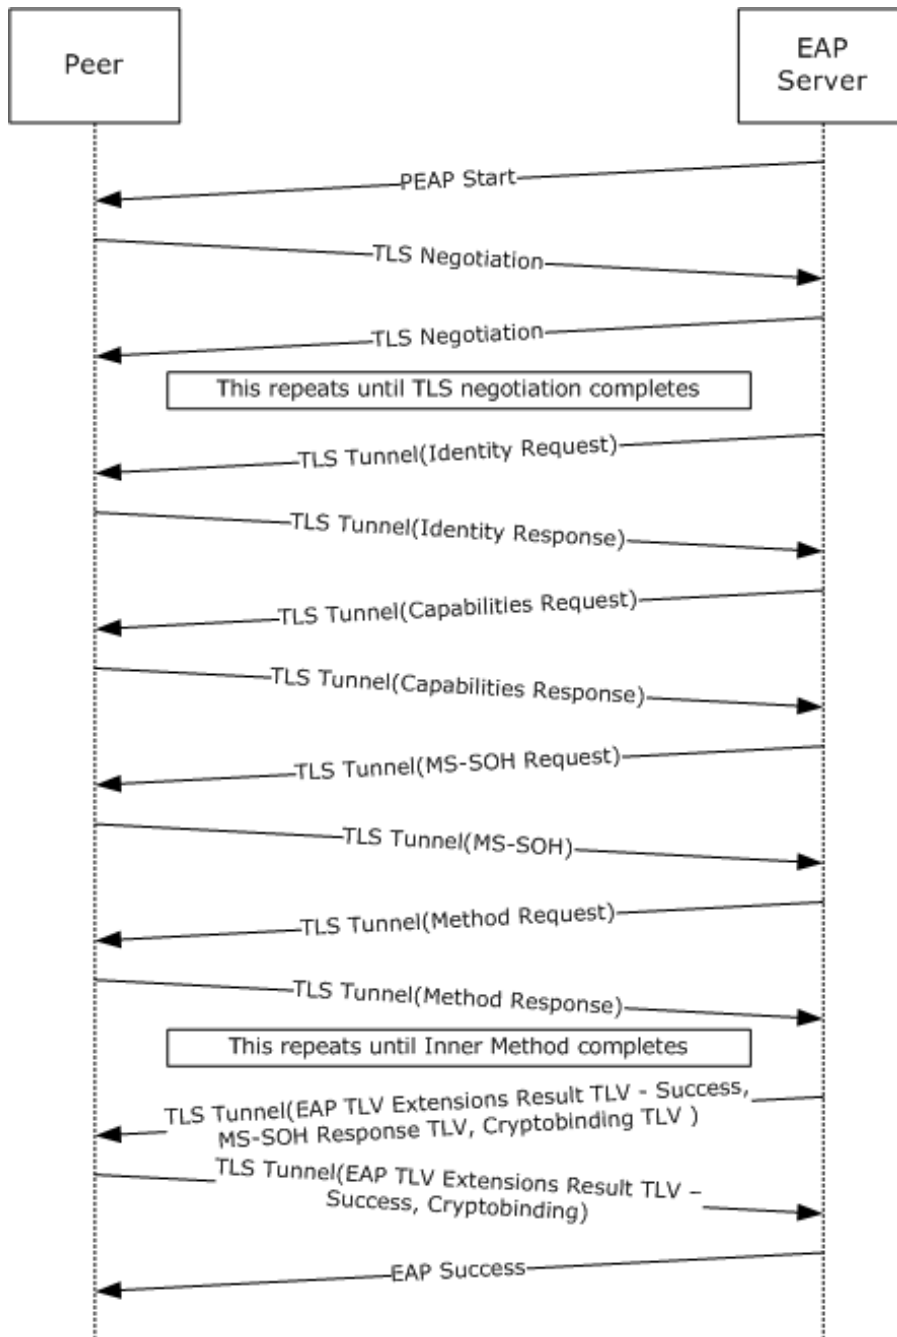 Peer
EAP
Server
PEAP Start
TLS Negotiation
TLS Negotiation
This repeats until TLS negotiation completes
TLS Tunnel(Identity Request)
TLS Tunnel(Identity Response)
TLS Tunnel(Capabilities Request)
TLS Tunnel(Capabilities Response)
TLS Tunnel(MS-SOH Request)
TLS Tunnel(MS-SOH)
TLS Tunnel(Method Request)
TLS Tunnel(Method Response)
This repeats until Inner Method completes
TLS Tunnel(EAP TLV Extensions Result TLV - Success,
MS-SOH Response TLV, Cryptobinding TLV )
TLS Tunnel(EAP TLV Extensions Result TLV –
Success, Cryptobinding)
EAP Success